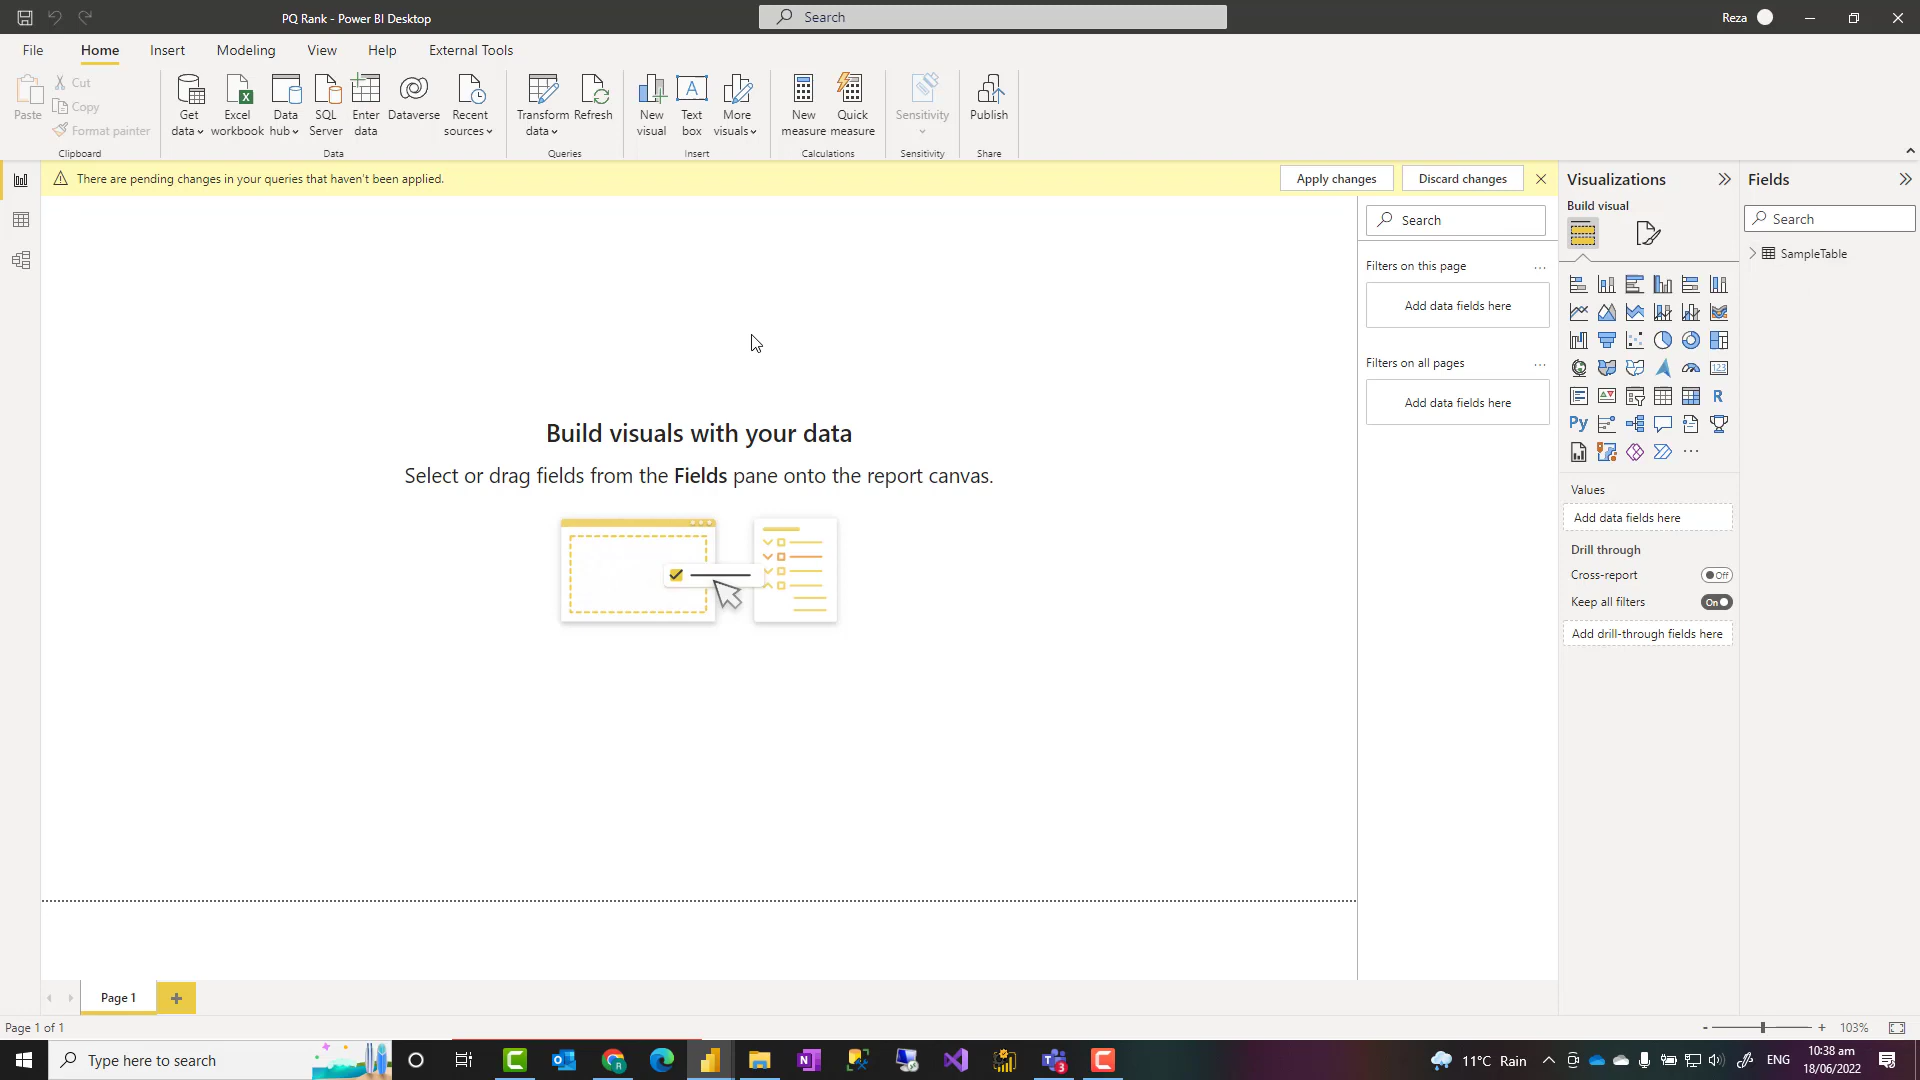 PQ Rank - Power BI Desktop
Search
Reza
File
Home
Insert
Modeling
View
Help
External Tools
Paste
Cut
Copy
Format painter
Clipboard
Get
data
Excel
workbook
Data
hub
SQL
Server
Enter
data
Dataverse
Recent
sources
Data
Transform
data
Refresh
Queries
New
visual
Text
box
More
visuals
Insert
New
measure
Quick
measure
Calculations
Sensitivity
Sensitivity
Publish
Share
There are pending changes in your queries that haven't been applied.
Apply changes
Discard changes
Build visuals with your data
Select or drag fields from the Fields pane onto the report canvas.
Search
Filters on this page
...
Add data fields here
Filters on all pages
...
Add data fields here
Visualizations
Build visual
123
R
Py
...
Values
Add data fields here
Drill through
Cross-report
Off
Keep all filters
On
Add drill-through fields here
Fields
Search
SampleTable
Page 1
Page 1 of 1
- + 103%
Type here to search
11°C Rain
ENG
10:38 am
18/06/2022